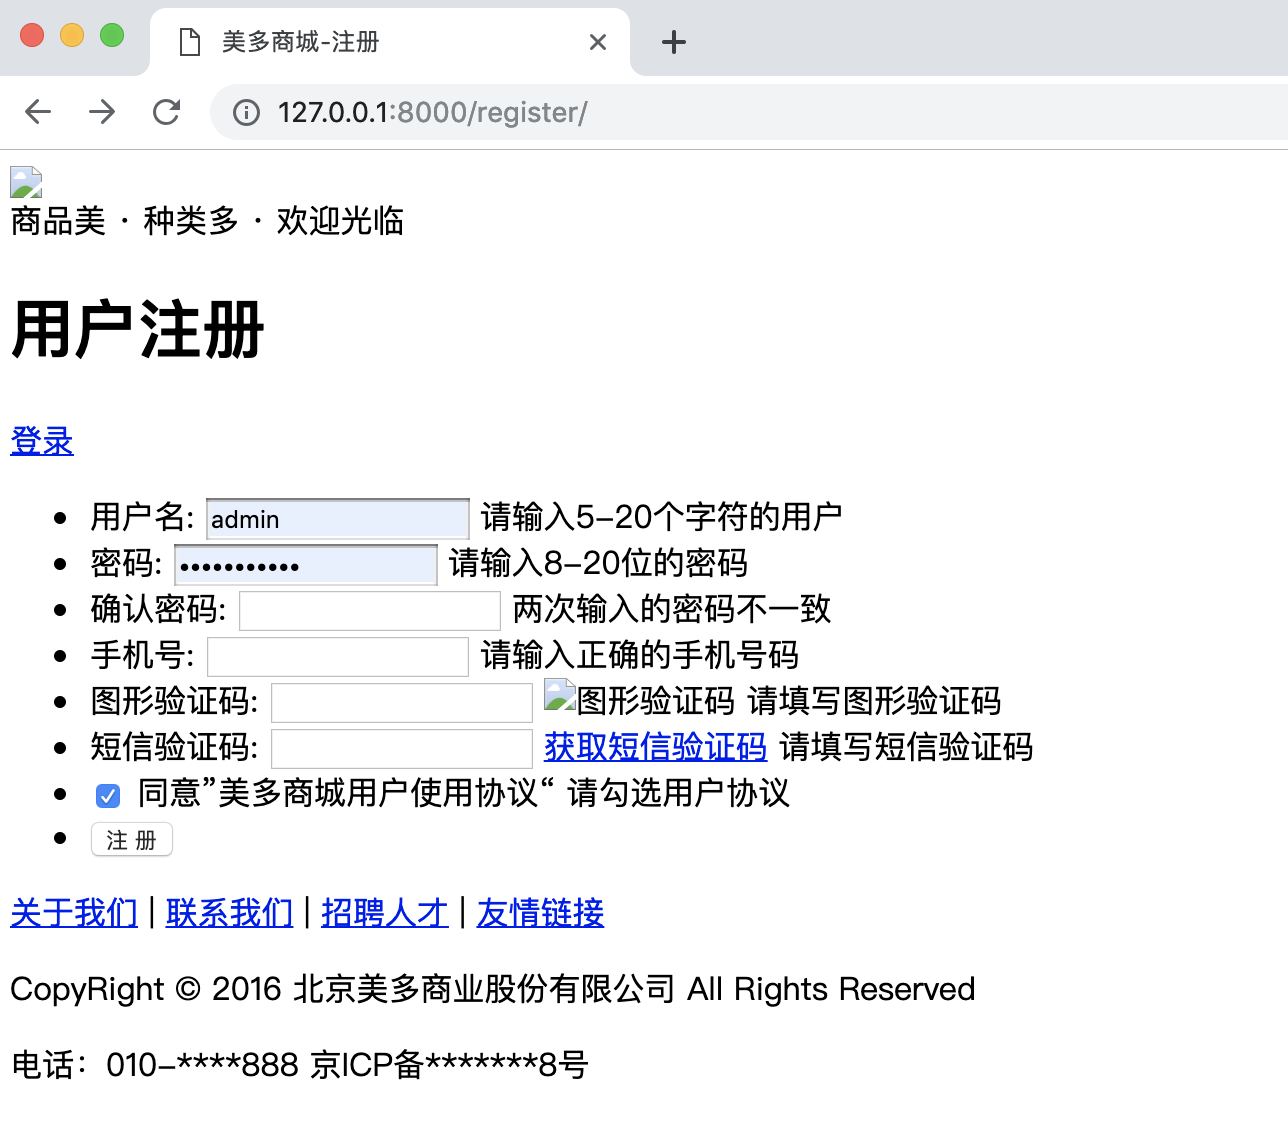 美多商城-注册
127.0.0.1:8000/register/
商品美 · 种类多 · 欢迎光临
用户注册
登录
用户名: admin 请输入5-20个字符的用户
密码: ••••••••••• 请输入8-20位的密码
确认密码: 两次输入的密码不一致
手机号: 请输入正确的手机号码
图形验证码: 图形验证码 请填写图形验证码
短信验证码: 获取短信验证码 请填写短信验证码
同意”美多商城用户使用协议“ 请勾选用户协议
注 册
关于我们 | 联系我们 | 招聘人才 | 友情链接
CopyRight © 2016 北京美多商业股份有限公司 All Rights Reserved
电话：010-****888 京ICP备*******8号